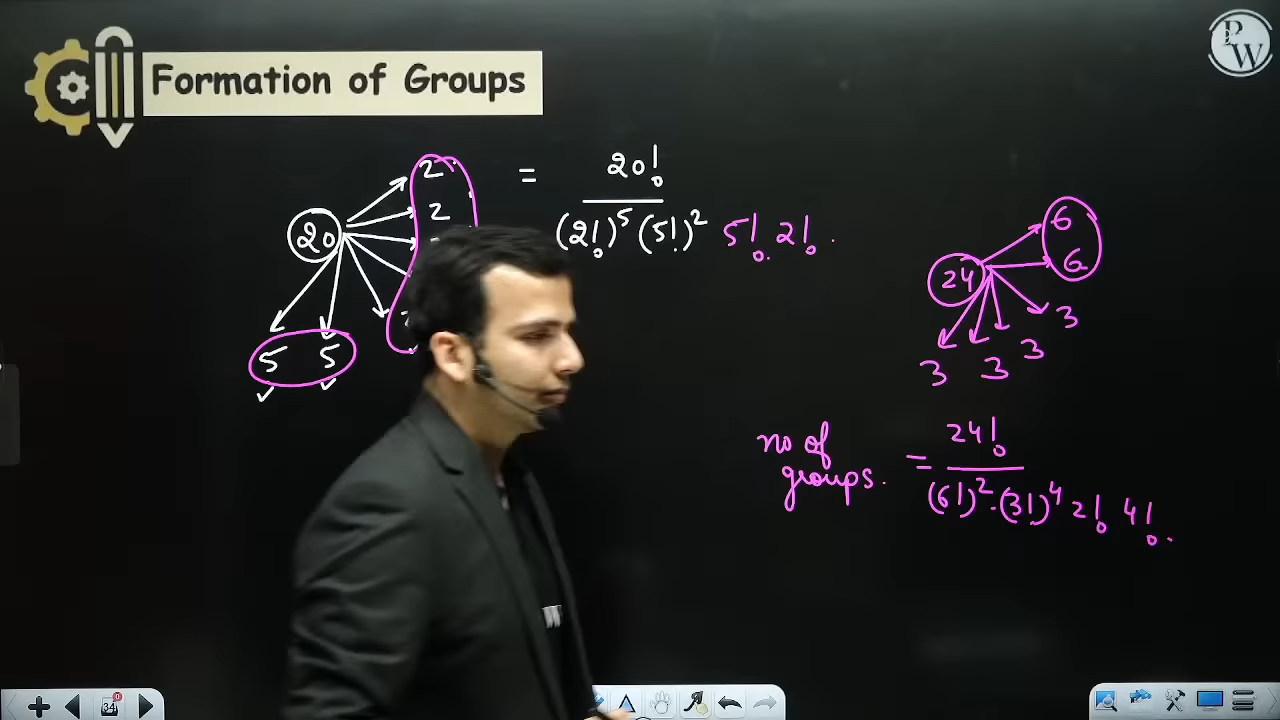 PW
Formation of Groups
20
2
2
5 5
= 20!
(2!)^5 (5!)^2 5! 2!.
24
6
6
3
3
3
3
no of groups. = 24!
(6!)^2 . (3!)^4 2! 4!.
34
W